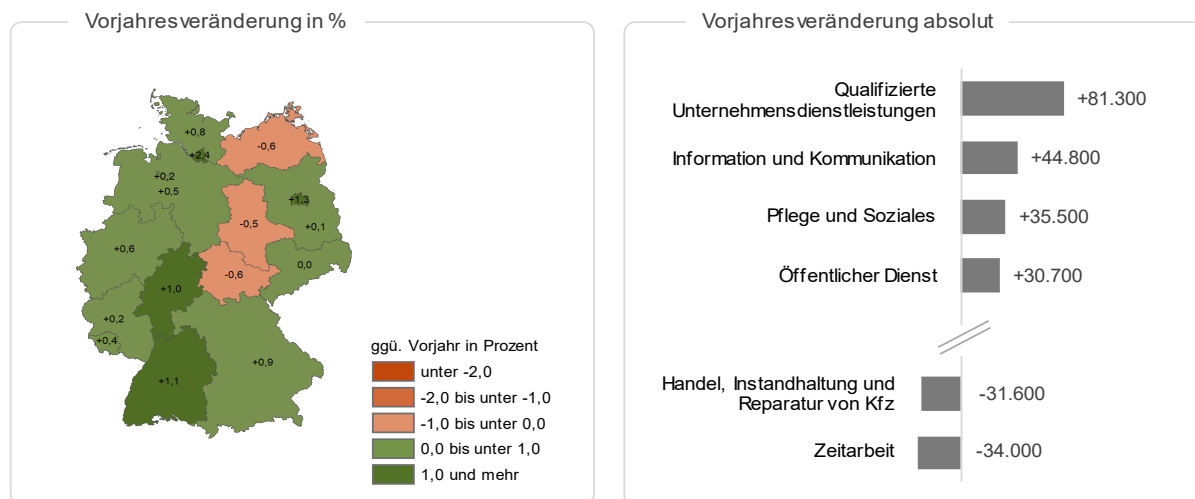 Vorjahresveränderung in %
+0,8
-0,6
+2,4
+0,2
+0,5
+1,3
-0,5
+0,1
+0,6
0,0
-0,6
+1,0
+0,2
+0,4
+0,9
+1,1
ggü. Vorjahr in Prozent
unter -2,0
-2,0 bis unter -1,0
-1,0 bis unter 0,0
0,0 bis unter 1,0
1,0 und mehr
Vorjahresveränderung absolut
Qualifizierte
Unternehmensdienstleistungen
+81.300
Information und Kommunikation
+44.800
Pflege und Soziales
+35.500
Öffentlicher Dienst
+30.700
Handel, Instandhaltung und
Reparatur von Kfz
-31.600
Zeitarbeit
-34.000